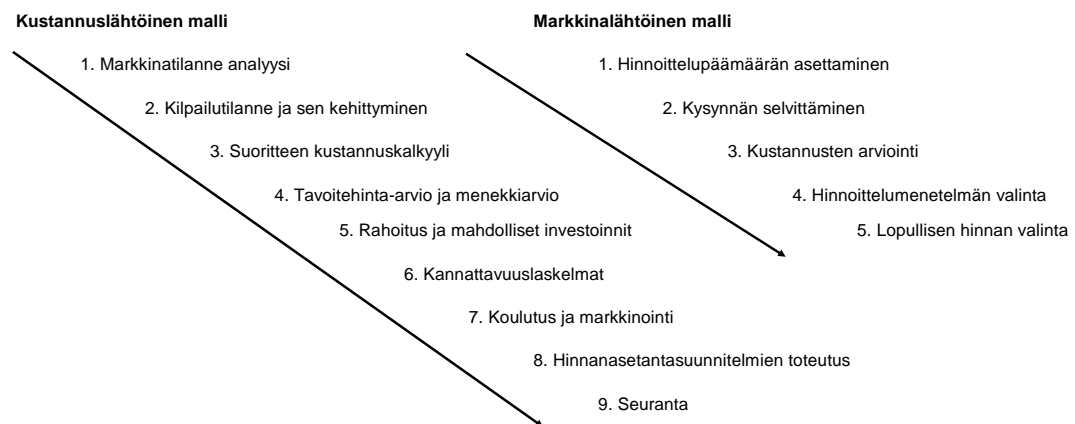 Kustannuslähtöinen malli
1. Markkinatilanne analyysi
2. Kilpailutilanne ja sen kehittyminen
3. Suoritteen kustannuskalkyyli
4. Tavoitehinta-arvio ja menekkiarvio
5. Rahoitus ja mahdolliset investoinnit
6. Kannattavuuslaskelmat
7. Koulutus ja markkinointi
8. Hinnanasetantasuunnitelmien toteutus
9. Seuranta
Markkinalähtöinen malli
1. Hinnoittelupäämäärän asettaminen
2. Kysynnän selvittäminen
3. Kustannusten arviointi
4. Hinnoittelumenetelmän valinta
5. Lopullisen hinnan valinta